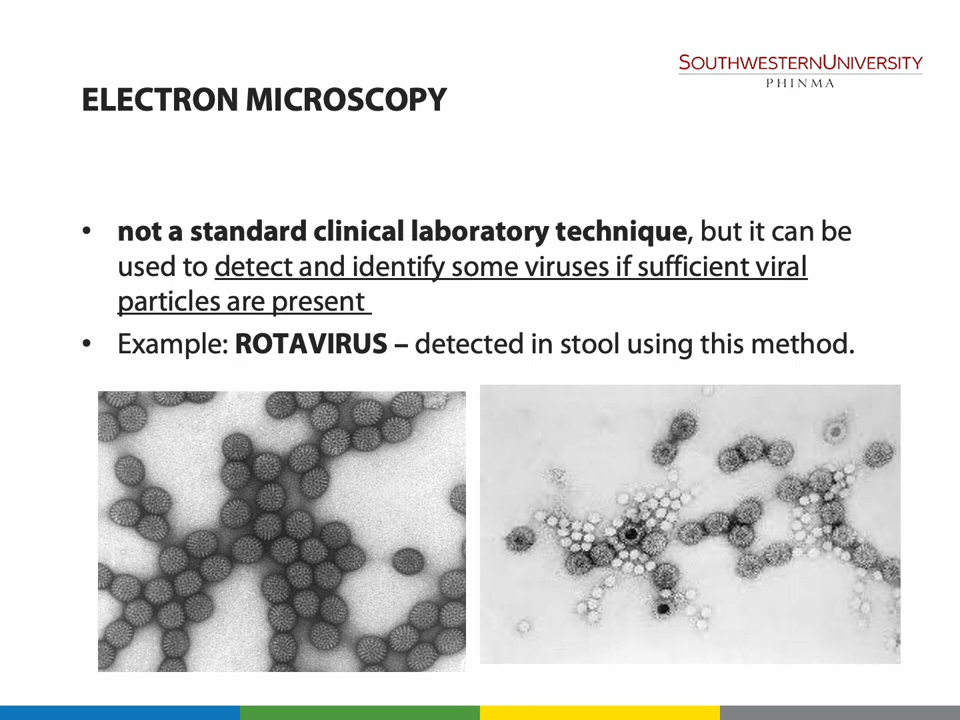 SOUTHWESTERNUNIVERSITY
PHINMA
ELECTRON MICROSCOPY
• not a standard clinical laboratory technique, but it can be
used to detect and identify some viruses if sufficient viral
particles are present
• Example: ROTAVIRUS – detected in stool using this method.